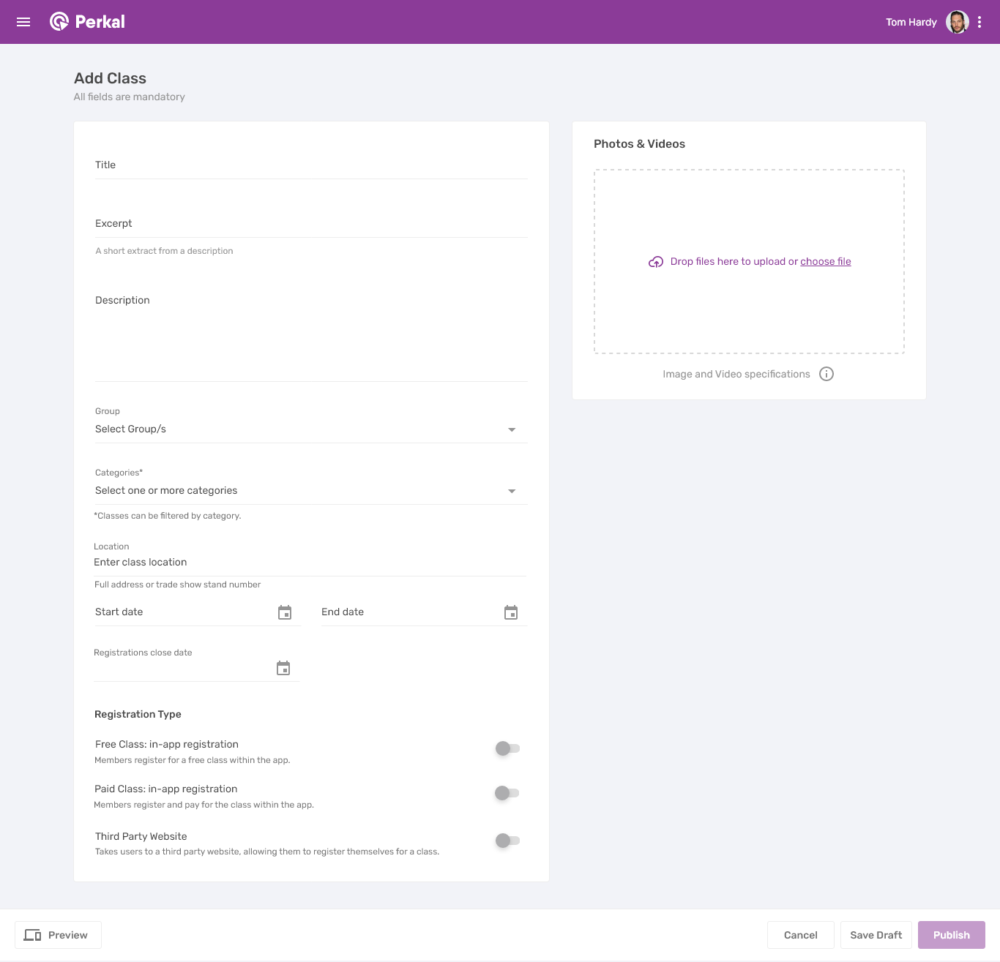 Perkal
Tom Hardy
Add Class
All fields are mandatory
Title
Excerpt
A short extract from a description
Description
Group
Select Group/s
Categories*
Select one or more categories
*Classes can be filtered by category.
Location
Enter class location
Full address or trade show stand number
Start date
End date
Registrations close date
Registration Type
Free Class: in-app registration
Members register for a free class within the app.
Paid Class: in-app registration
Members register and pay for the class within the app.
Third Party Website
Takes users to a third party website, allowing them to register themselves for a class.
Photos & Videos
Drop files here to upload or choose file
Image and Video specifications
Preview
Cancel
Save Draft
Publish